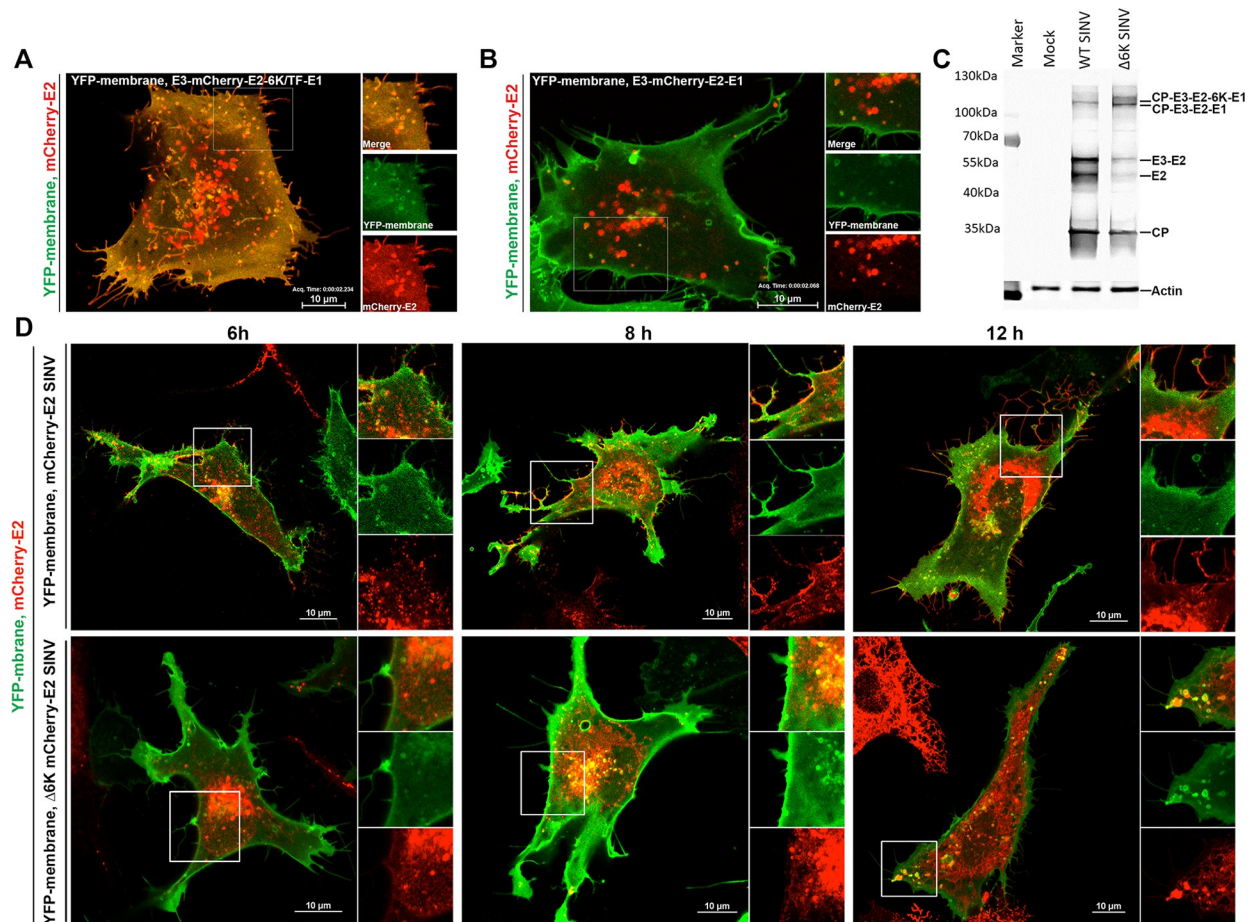 A
YFP-membrane, mCherry-E2
YFP-membrane, E3-mCherry-E2-6K/TF-E1
Merge
YFP-membrane
mCherry-E2
Acq. Time: 0:00:02.234
10 µm
B
YFP-membrane, mCherry-E2
YFP-membrane, E3-mCherry-E2-E1
Merge
YFP-membrane
mCherry-E2
Acq. Time: 0:00:02.068
10 µm
C
Marker
Mock
WT SINV
Δ6K SINV
130kDa
100kDa
70kDa
55kDa
40kDa
35kDa
CP-E3-E2-6K-E1
CP-E3-E2-E1
E3-E2
E2
CP
Actin
D
6h
8 h
12 h
YFP-mbrane, mCherry-E2
YFP-membrane, mCherry-E2 SINV
10 µm
10 µm
10 µm
YFP-membrane, Δ6K mCherry-E2 SINV
10 µm
10 µm
10 µm